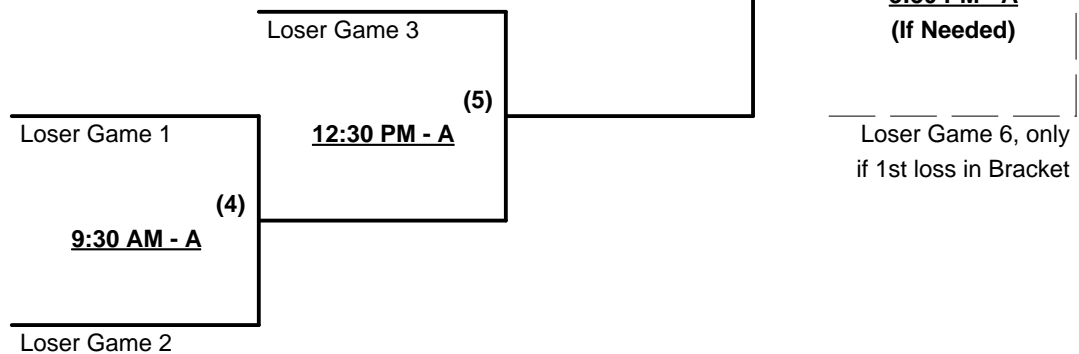 Loser Game 3
(If Needed)
(5)
Loser Game 1
12:30 PM - A
Loser Game 6, only
if 1st loss in Bracket
(4)
9:30 AM - A
Loser Game 2